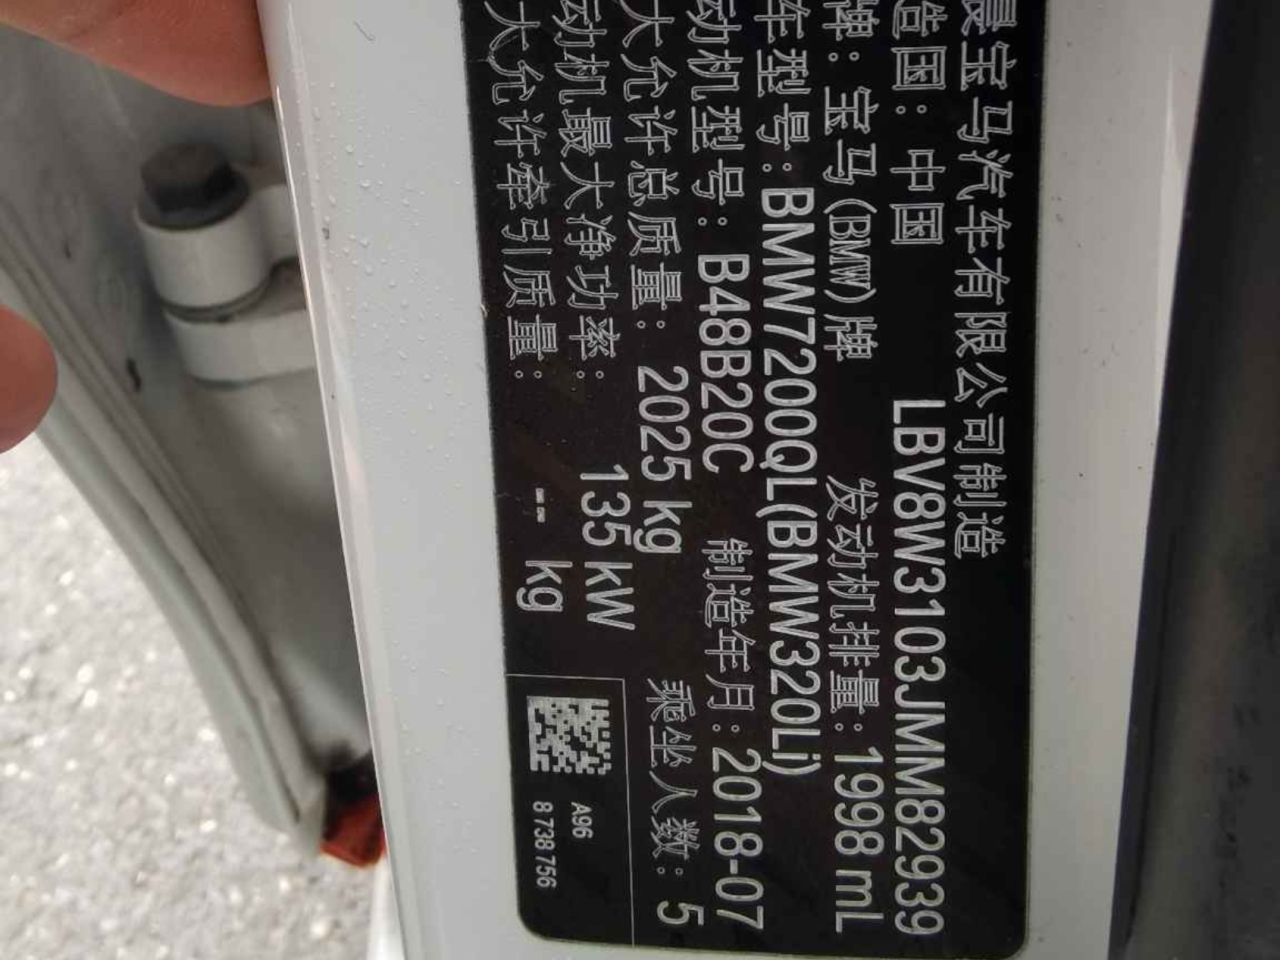 晨宝马汽车有限公司制造
造国：中国 LBV8W3103JMM82939
牌：宝马(BMW)牌 发动机排量：1998 mL
车型号：BMW7200QL(BMW320Li)
动机型号：B48B20C 制造年月：2018-07
大允许总质量：2025 kg 乘坐人数：5
动机最大净功率：135 kW
大允许牵引质量：-- kg
A96
8 738 756